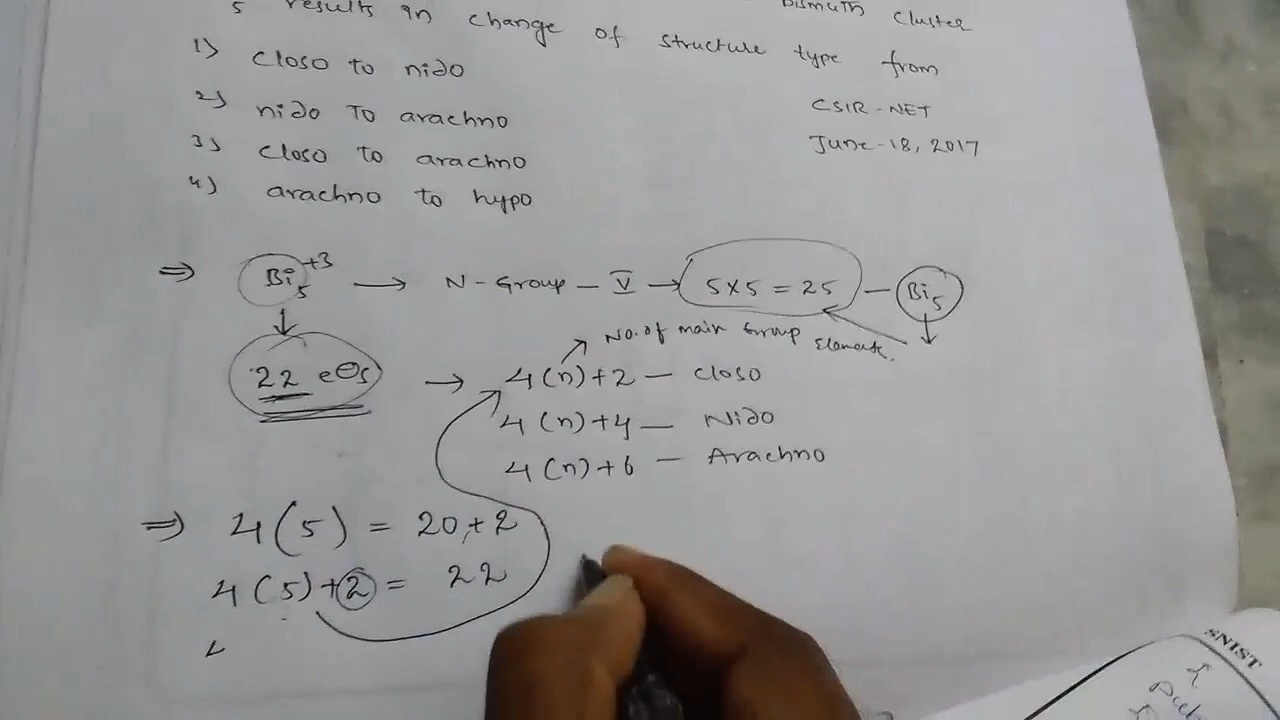 5 results in change of structure type from
Bismuth cluster
1) closo to nido
2) nido To arachno
3) closo to arachno
4) arachno to hypo
CSIR-NET
June-18, 2017
⇒ Bi₅⁺³ → N-Group-V → 5×5=25 - Bi₅
↓
22 e⊖s → 4(n)+2 - closo
No. of main Group Elements.
4(n)+4 - Nido
4(n)+6 - Arachno
⇒ 4(5) = 20+2
4(5)+2 = 22
SNIST